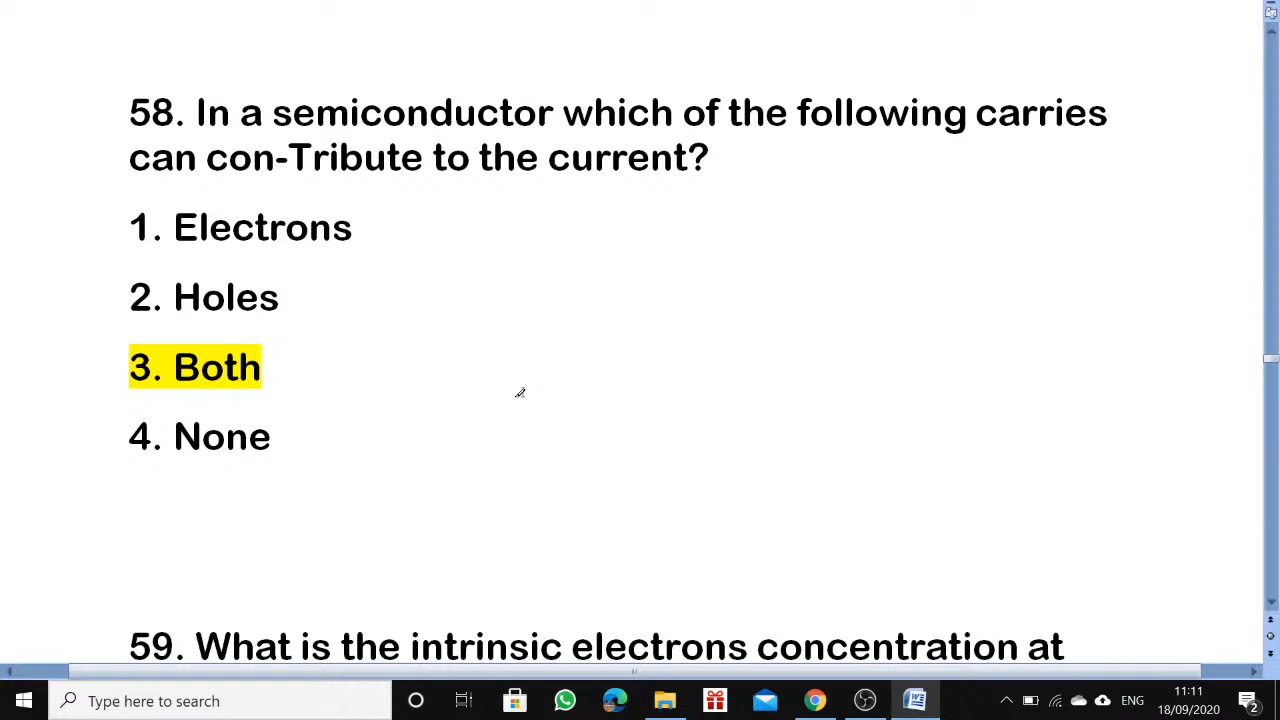 58. In a semiconductor which of the following carries
can con-Tribute to the current?
1. Electrons
2. Holes
3. Both
4. None
59. What is the intrinsic electrons concentration at
Type here to search
ENG
11:11
18/09/2020
2